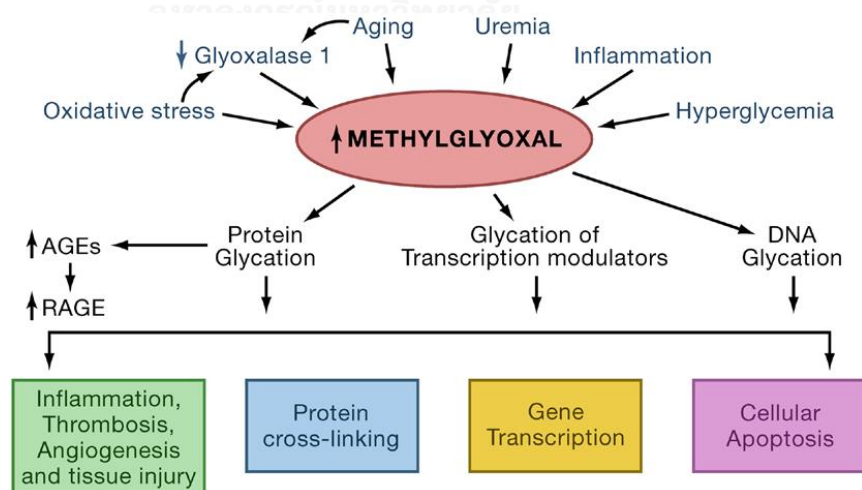 Aging
Uremia
↓ Glyoxalase 1
Inflammation
Oxidative stress
Hyperglycemia
↑ METHYLGLYOXAL
↑ AGEs
Protein
Glycation
Glycation of
Transcription modulators
DNA
Glycation
↑ RAGE
Inflammation,
Thrombosis,
Angiogenesis
and tissue injury
Protein
cross-linking
Gene
Transcription
Cellular
Apoptosis